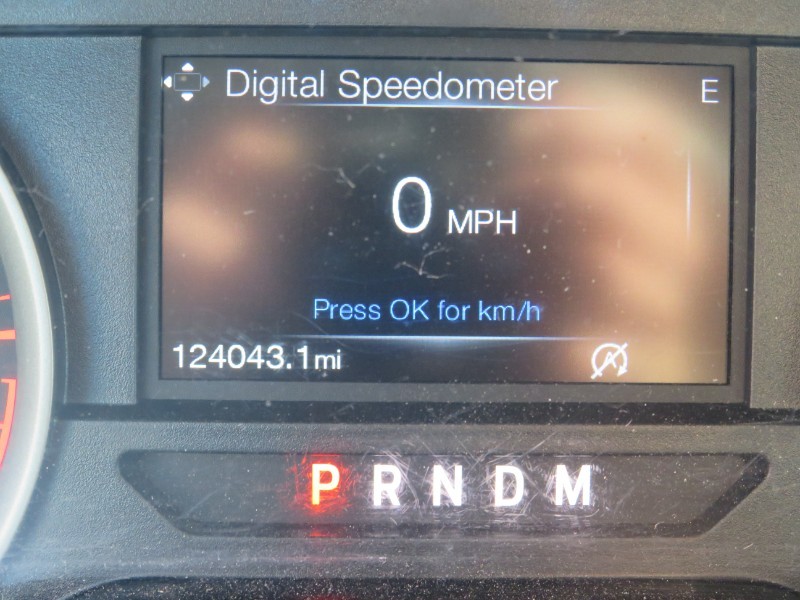 Digital Speedometer E
0 MPH
Press OK for km/h
124043.1mi A
P R N D M